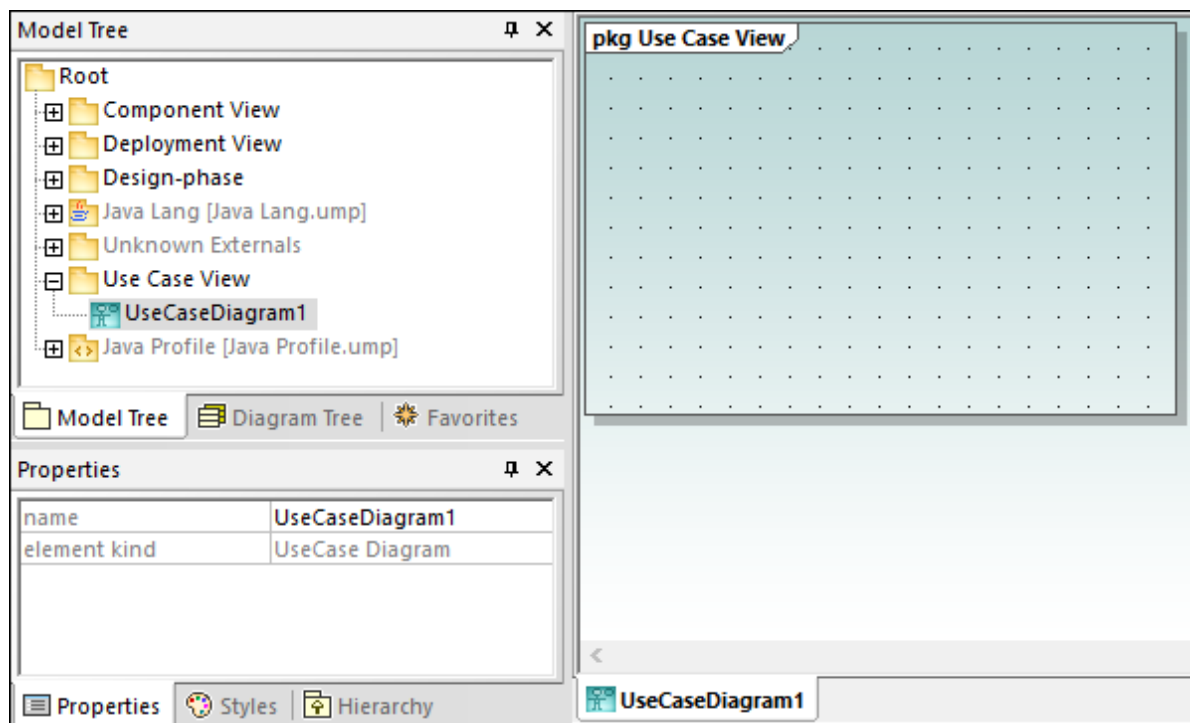 Model Tree
Root
Component View
Deployment View
Design-phase
Java Lang [Java Lang.ump]
Unknown Externals
Use Case View
UseCaseDiagram1
Java Profile [Java Profile.ump]
Model Tree
Diagram Tree
Favorites
Properties
name UseCaseDiagram1
element kind UseCase Diagram
Properties
Styles
Hierarchy
pkg Use Case View
UseCaseDiagram1